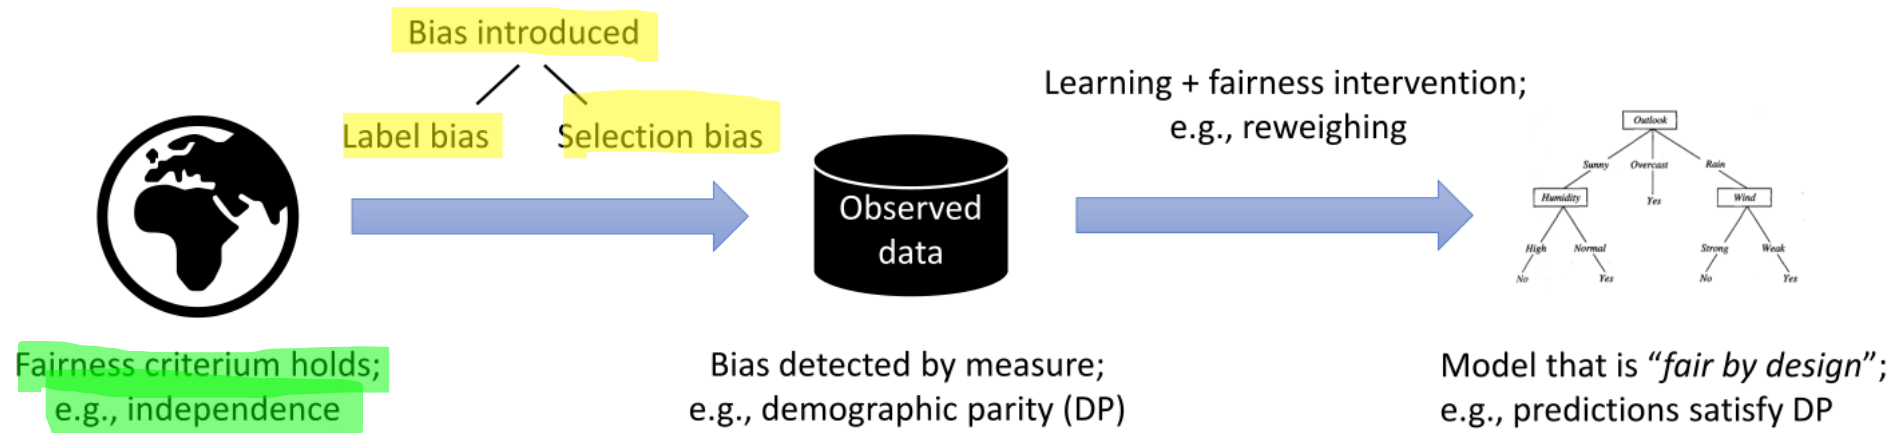 Bias introduced
Label bias
Selection bias
Fairness criterium holds;
e.g., independence
Observed
data
Bias detected by measure;
e.g., demographic parity (DP)
Learning + fairness intervention;
e.g., reweighing
Outlook
Sunny
Overcast
Rain
Humidity
Yes
Wind
High
Normal
Strong
Weak
No
Yes
No
Yes
Model that is “fair by design”;
e.g., predictions satisfy DP